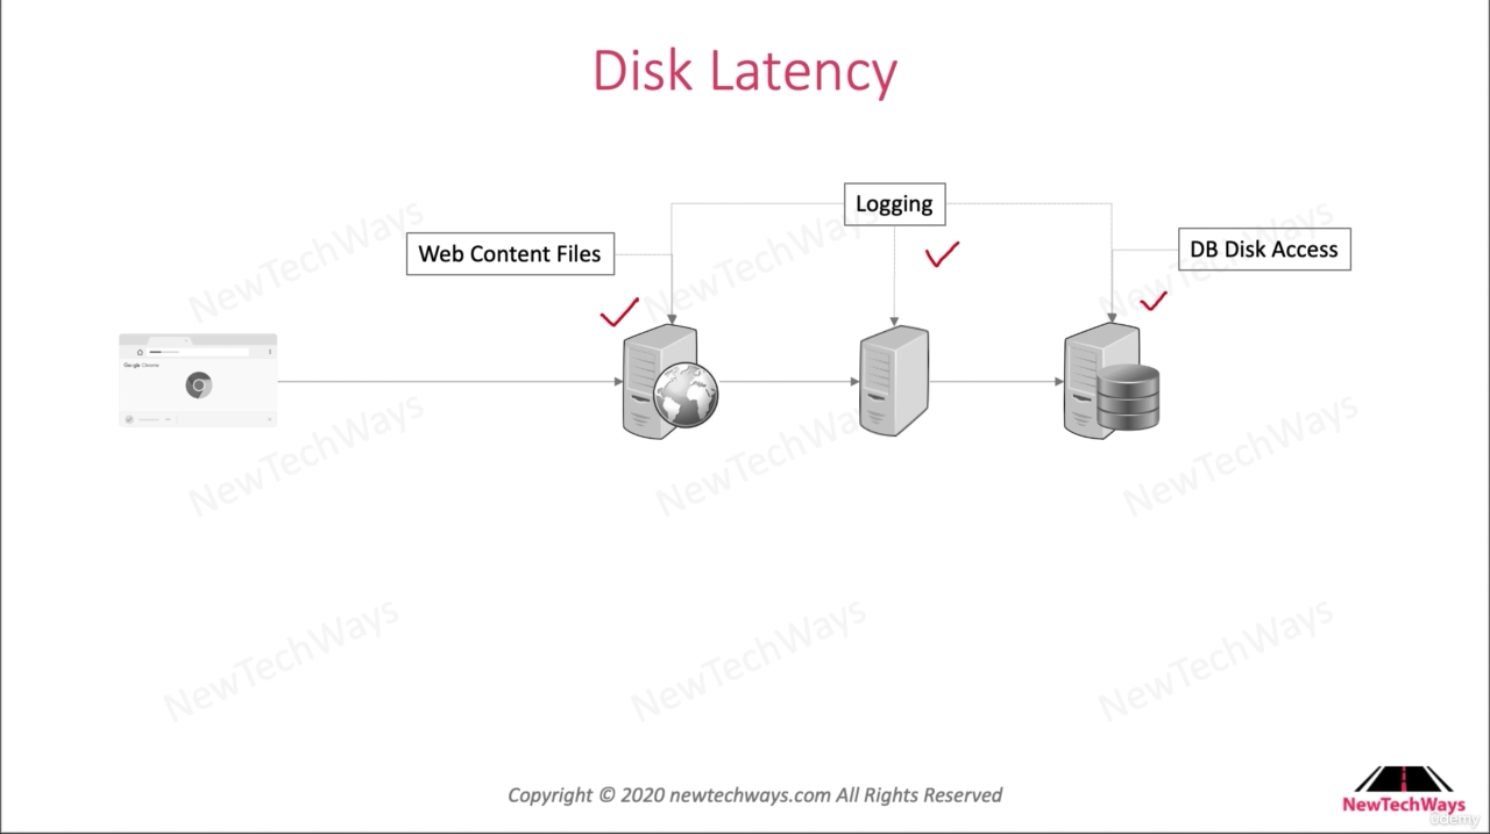 Disk Latency
Logging
Web Content Files
DB Disk Access
Google Chrome
NewTechWays
NewTechWays
NewTechWays
NewTechWays
NewTechWays
NewTechWays
NewTechWays
NewTechWays
NewTechWays
Copyright © 2020 newtechways.com All Rights Reserved
NewTechWays
ûdemy